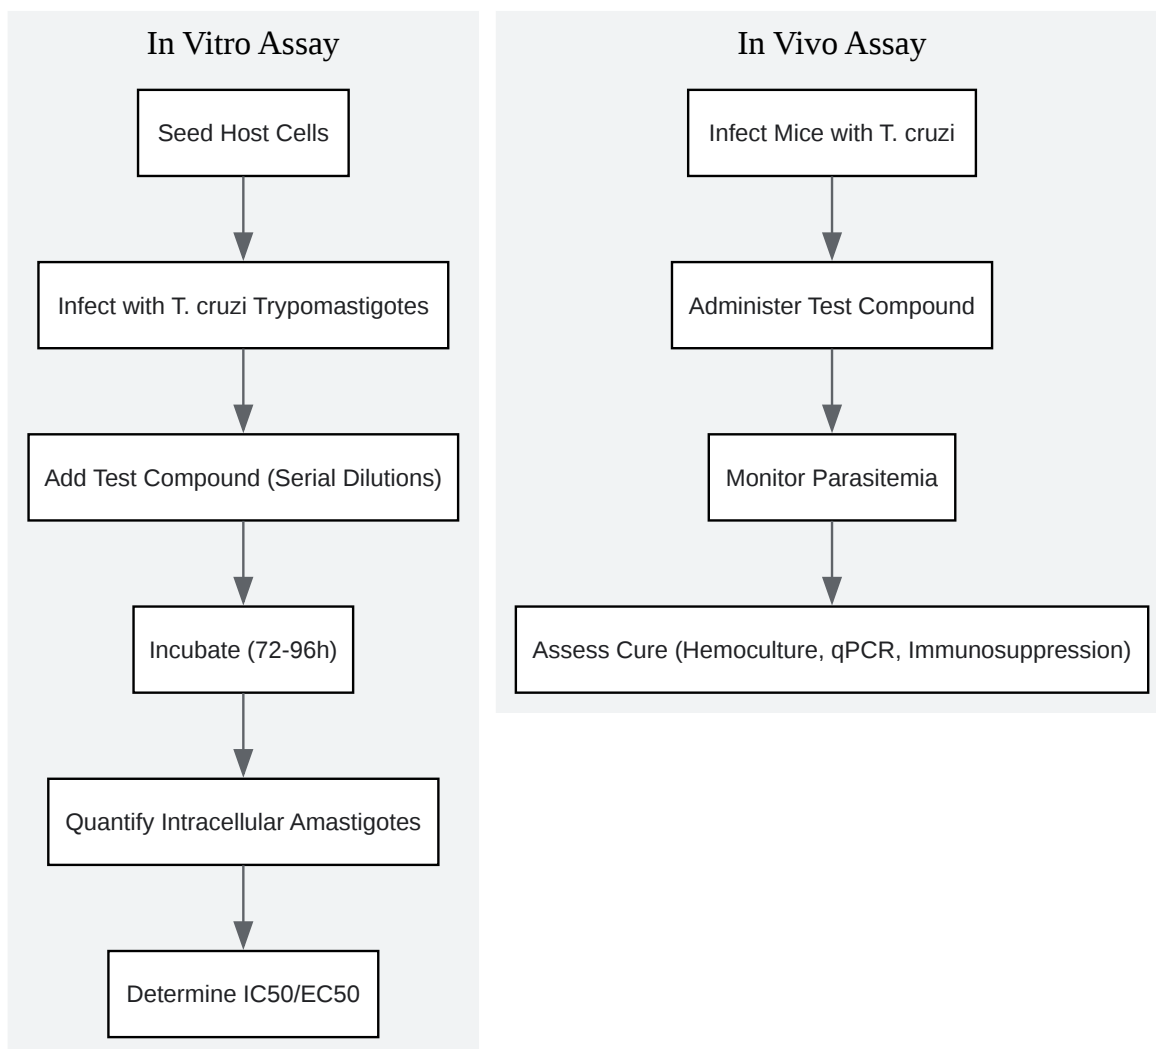 In Vitro Assay
Seed Host Cells
Infect with T. cruzi Trypomastigotes
Add Test Compound (Serial Dilutions)
Incubate (72-96h)
Quantify Intracellular Amastigotes
Determine IC50/EC50
In Vivo Assay
Infect Mice with T. cruzi
Administer Test Compound
Monitor Parasitemia
Assess Cure (Hemoculture, qPCR, Immunosuppression)